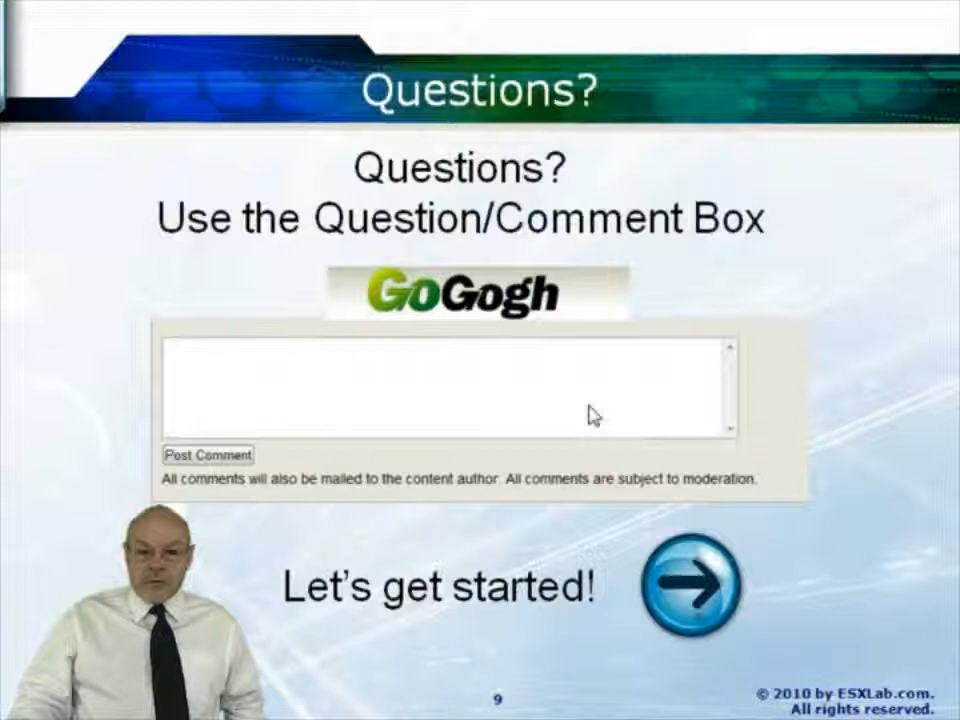 Questions?
Questions?
Use the Question/Comment Box
GoGogh
Post Comment
All comments will also be mailed to the content author. All comments are subject to moderation.
Let's get started!
9
© 2010 by ESXLab.com.
All rights reserved.